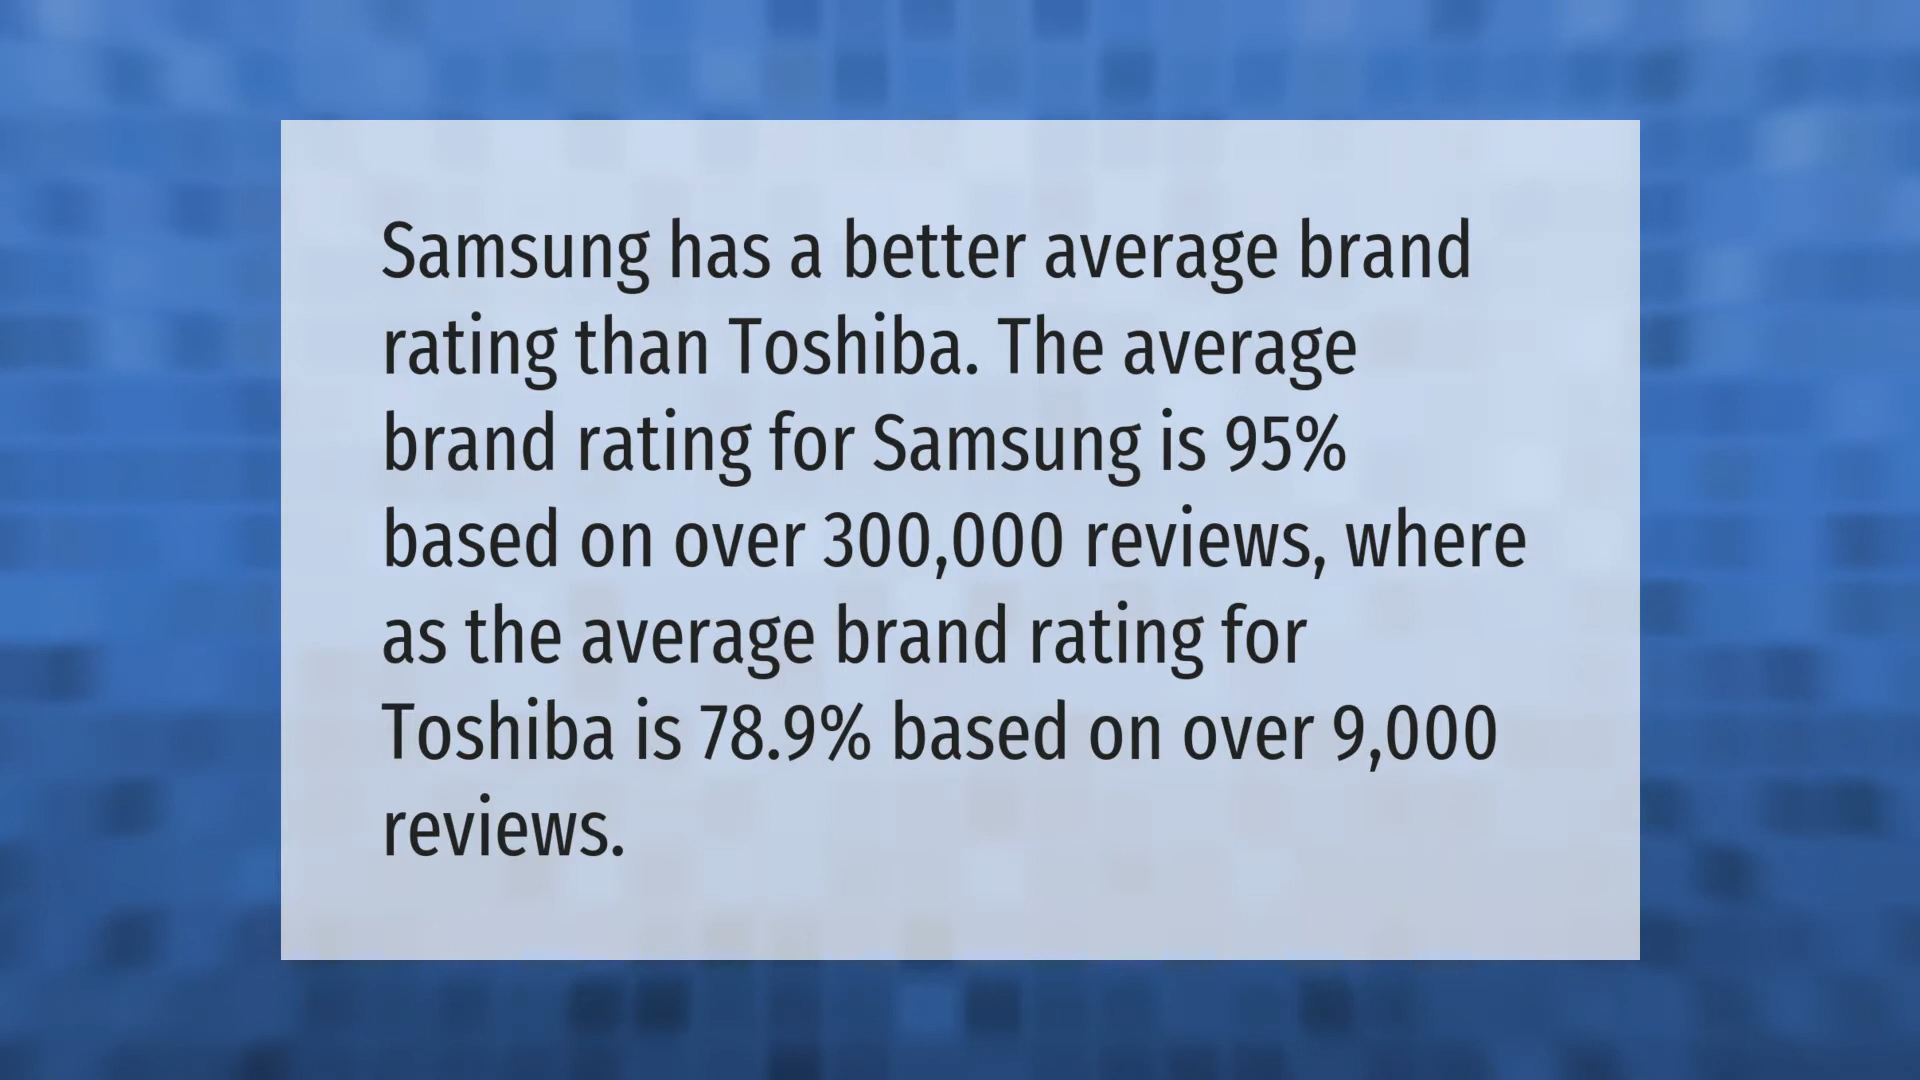 Samsung has a better average brand
rating than Toshiba. The average
brand rating for Samsung is 95%
based on over 300,000 reviews, where
as the average brand rating for
Toshiba is 78.9% based on over 9,000
reviews.